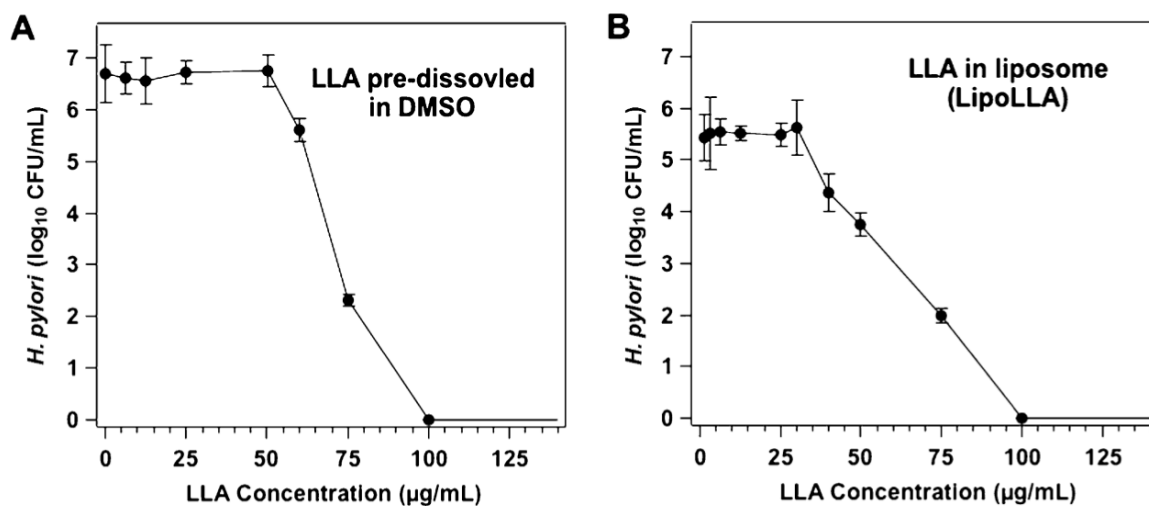 A
LLA pre-dissovled
in DMSO
H. pylori (log₁₀ CFU/mL)
7
6
5
4
3
2
1
0
0 25 50 75 100 125
LLA Concentration (µg/mL)
B
LLA in liposome
(LipoLLA)
H. pylori (log₁₀ CFU/mL)
7
6
5
4
3
2
1
0
0 25 50 75 100 125
LLA Concentration (µg/mL)